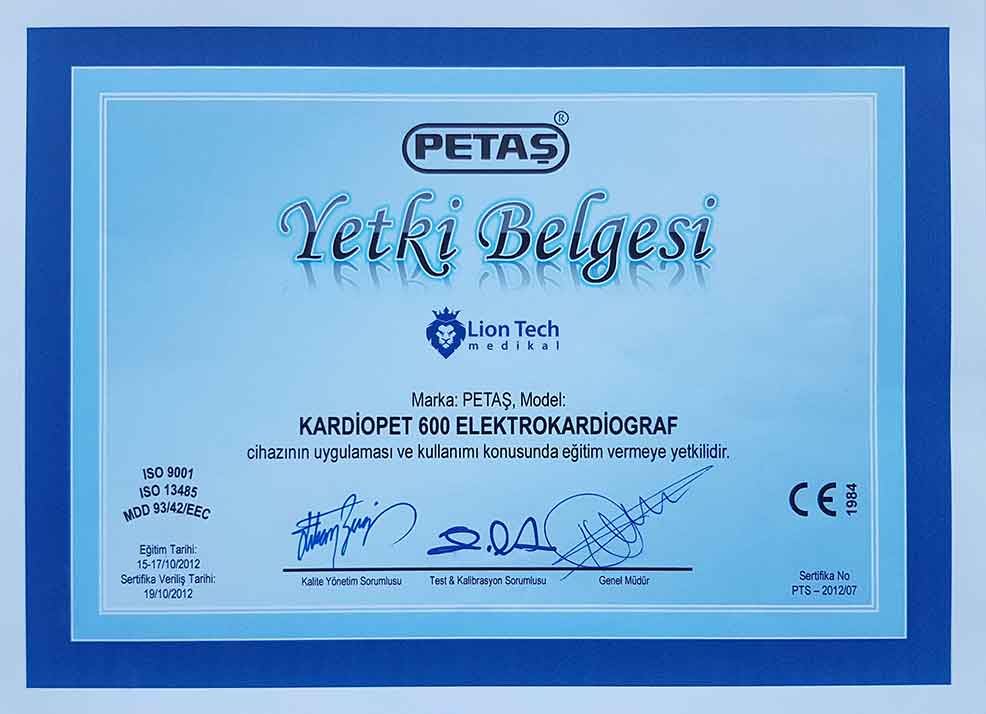 PETAŞ®
Yetki Belgesi
Lion Tech
medikal
Marka: PETAŞ, Model:
KARDİOPET 600 ELEKTROKARDİOGRAF
cihazının uygulaması ve kullanımı konusunda eğitim vermeye yetkilidir.
ISO 9001
ISO 13485
MDD 93/42/EEC
CE 1984
Eğitim Tarihi:
15-17/10/2012
Sertifika Veriliş Tarihi:
19/10/2012
Kalite Yönetim Sorumlusu
Test & Kalibrasyon Sorumlusu
Genel Müdür
Sertifika No
PTS – 2012/07